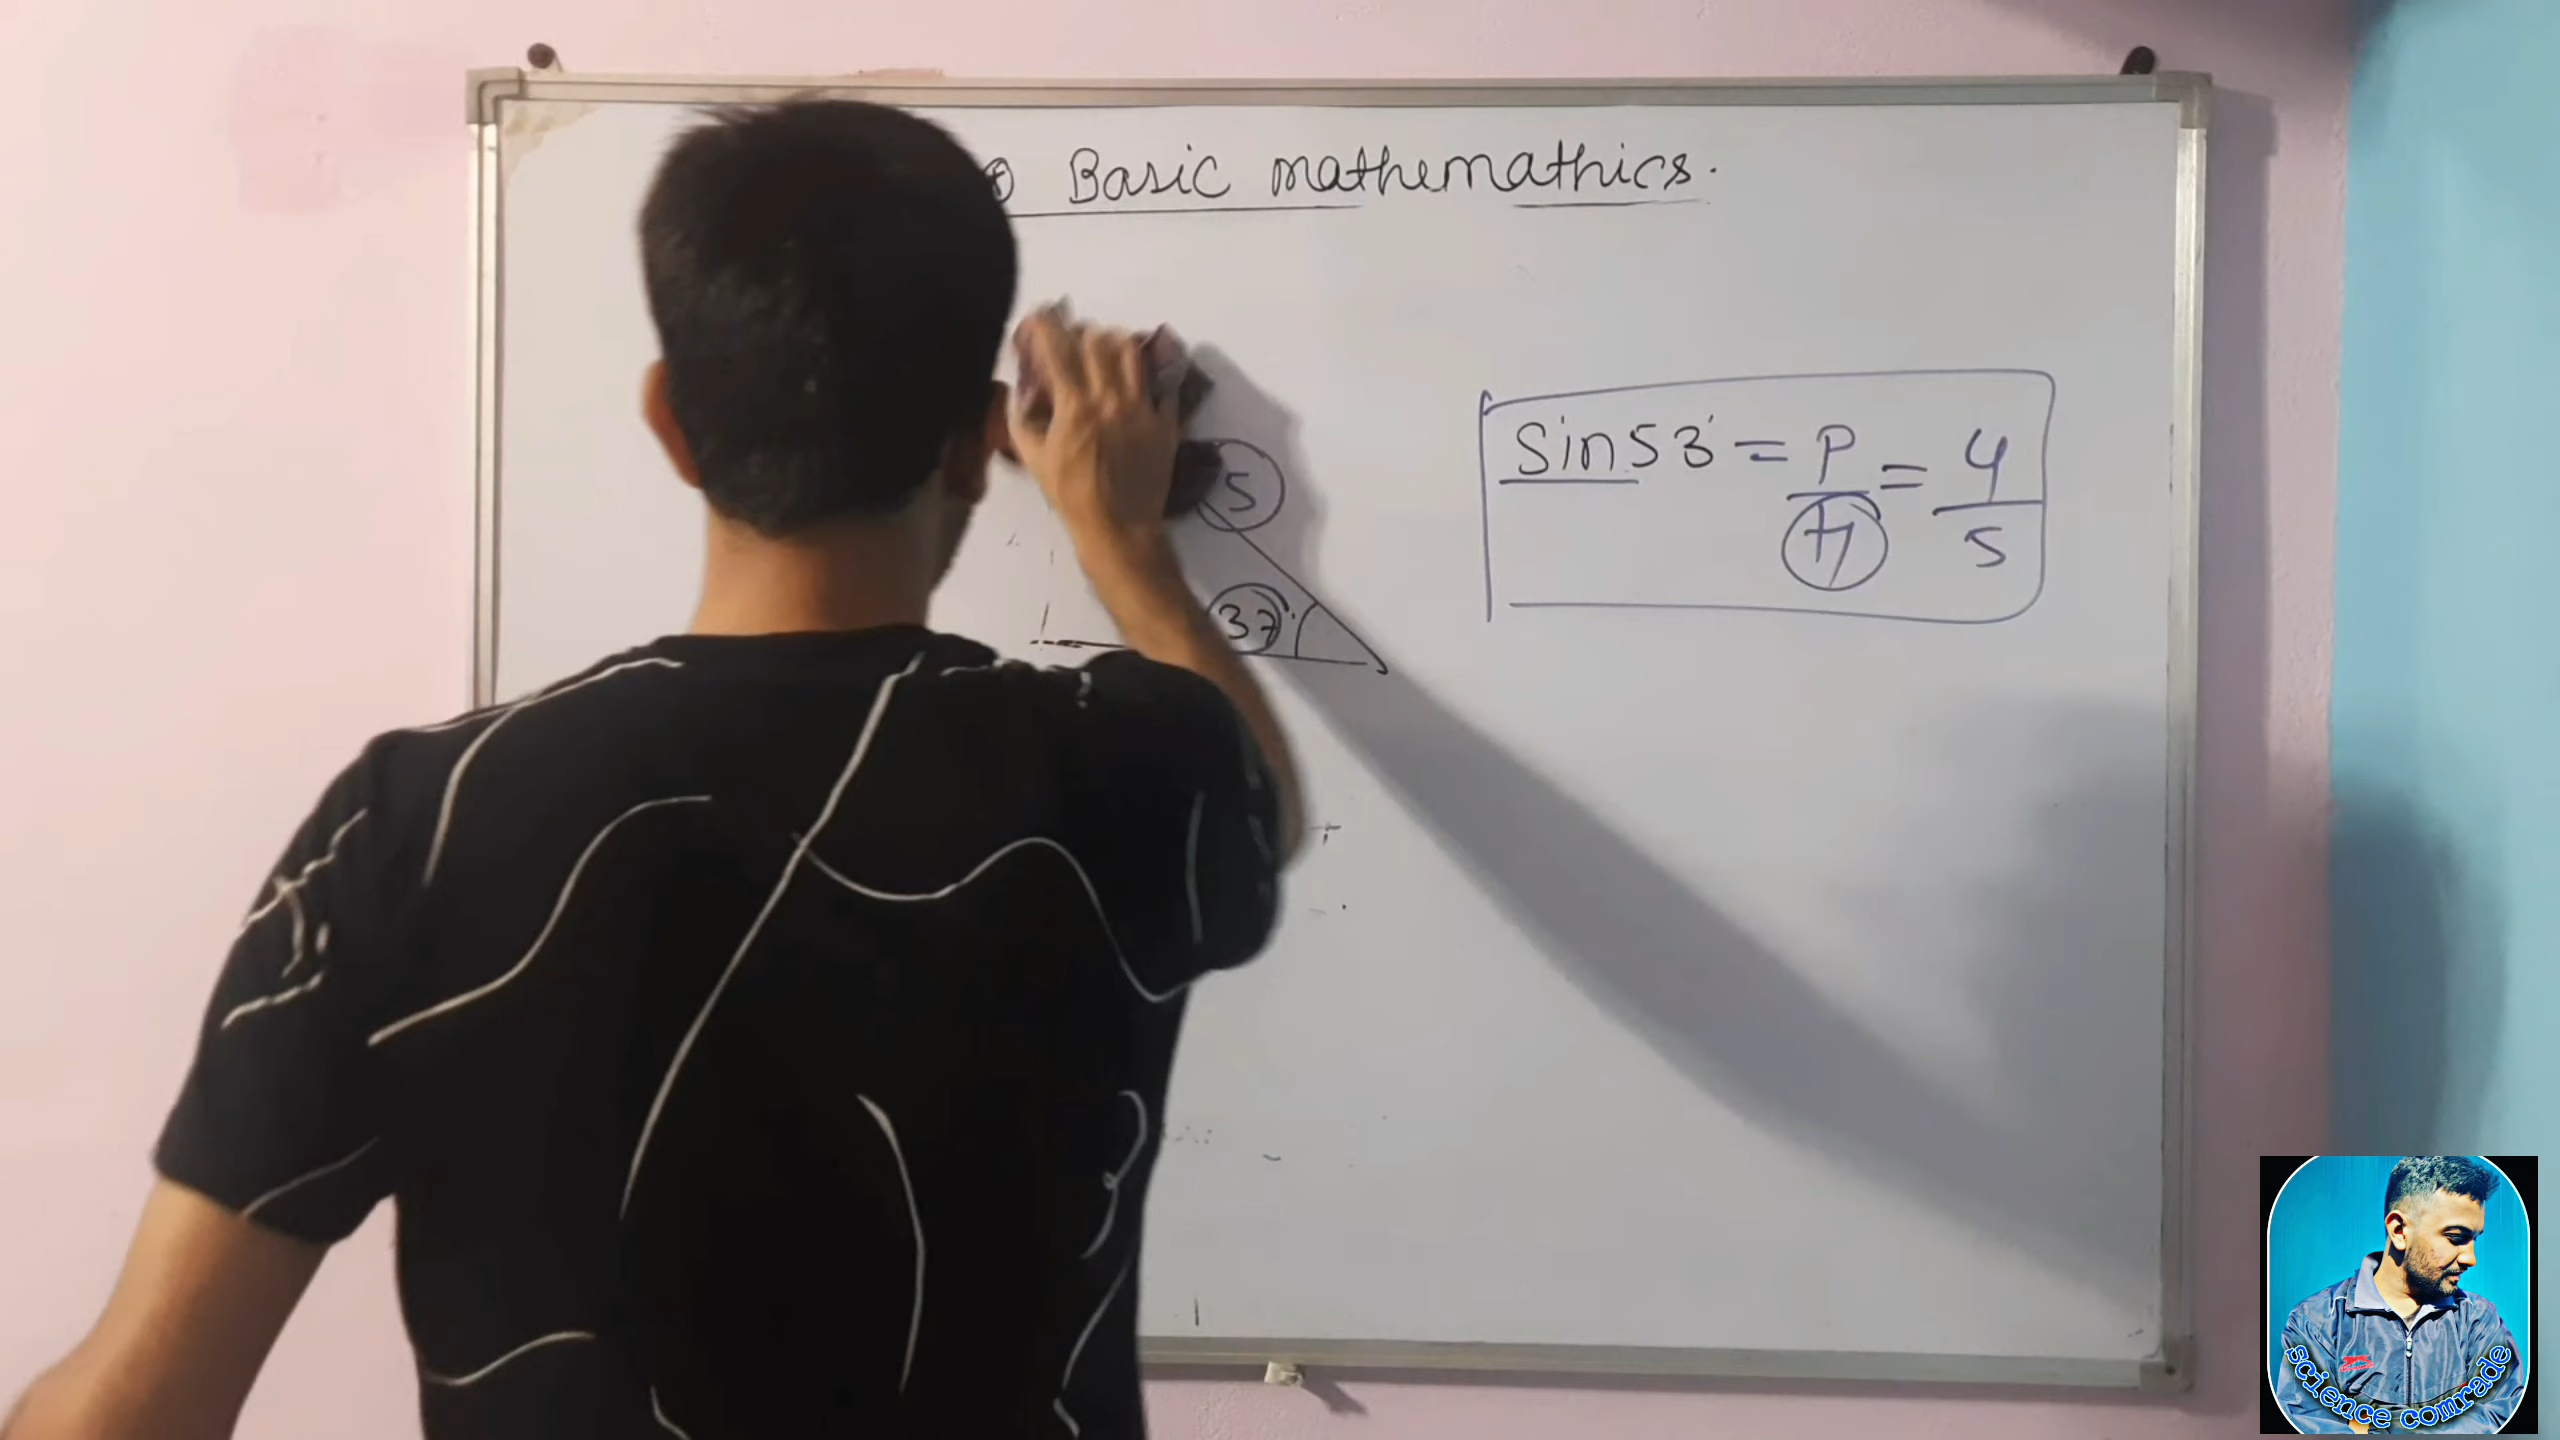 Basic mathemathics.
5
37°
sin53° = P/H = 4/5
science comrade